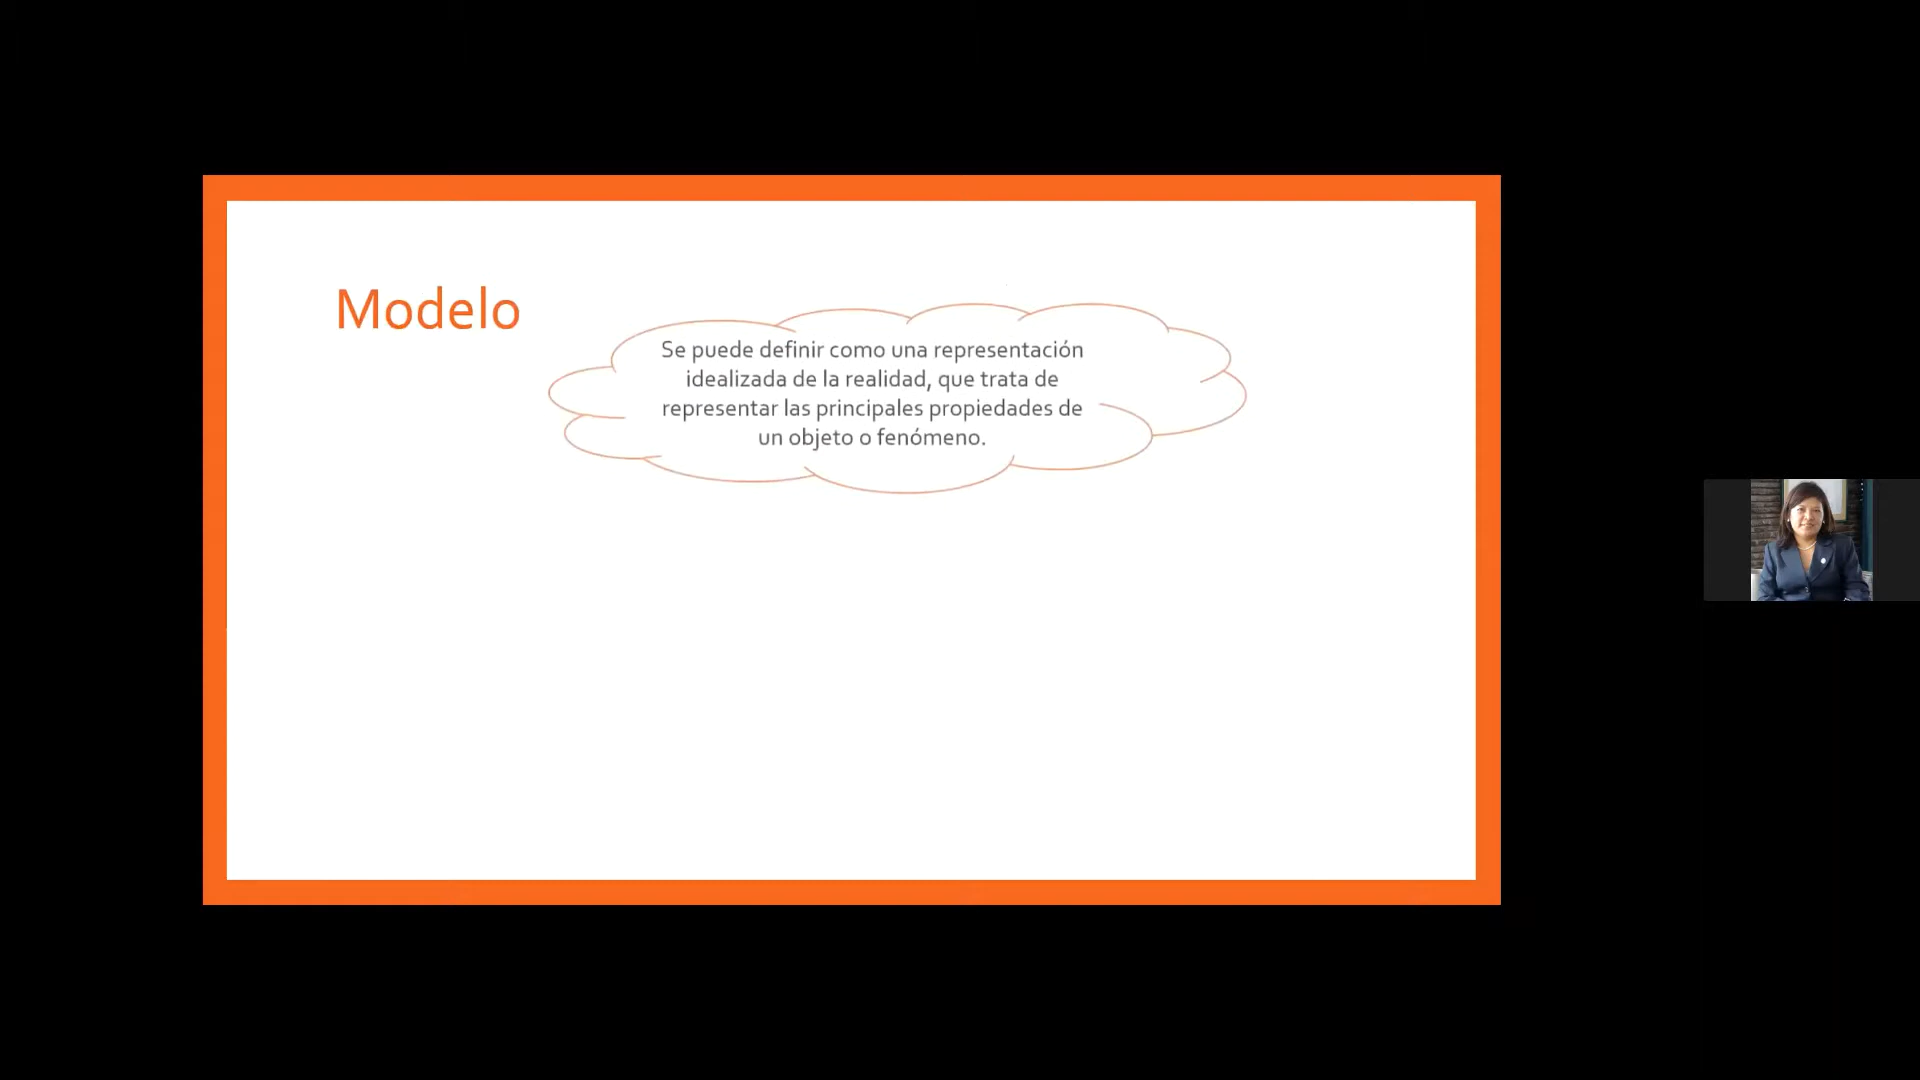 Modelo
Se puede definir como una representación
idealizada de la realidad, que trata de
representar las principales propiedades de
un objeto o fenómeno.